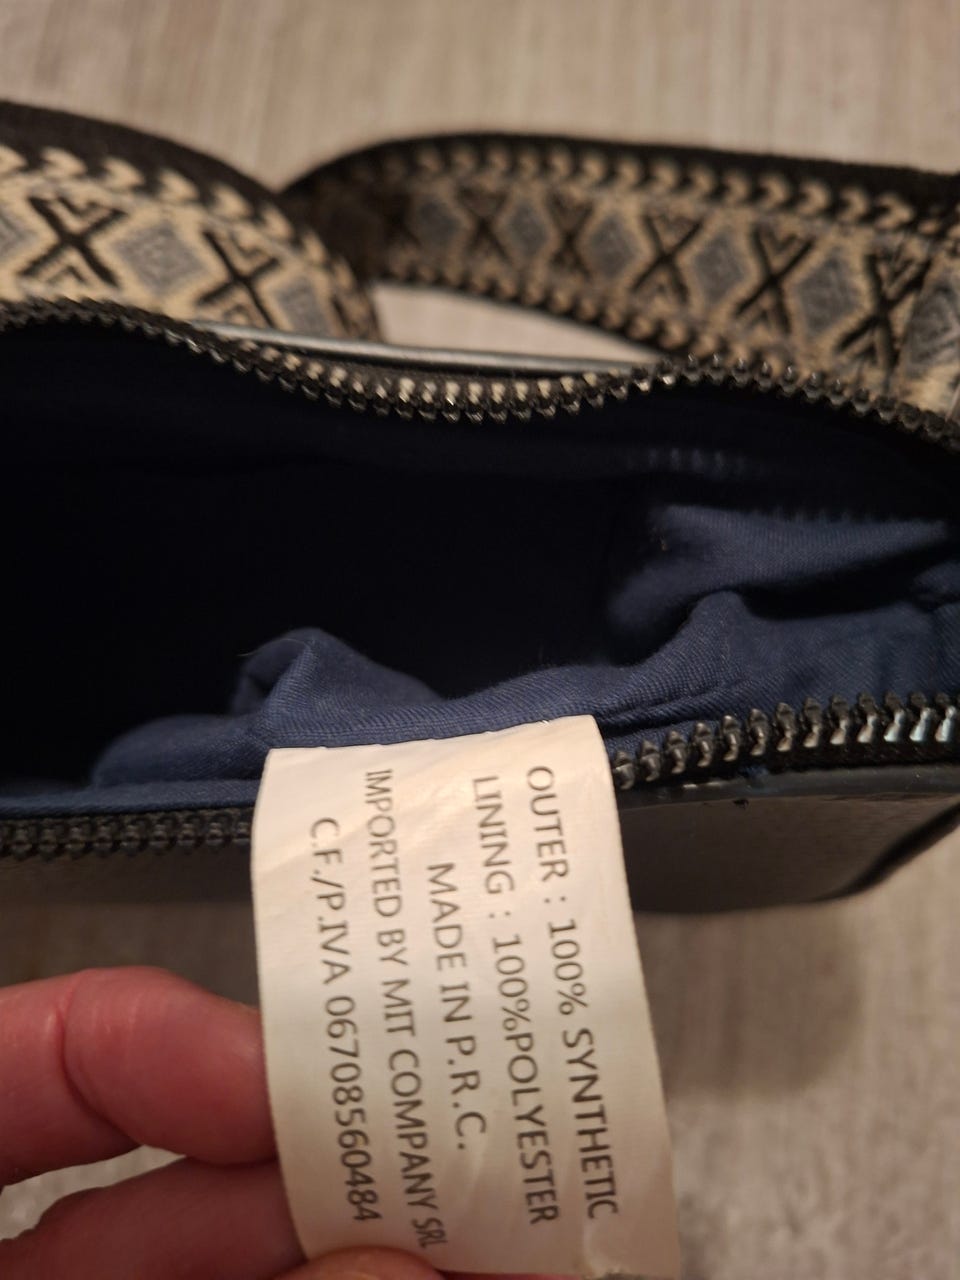 OUTER : 100% SYNTHETIC
LINING : 100%POLYESTER
MADE IN P.R.C.
IMPORTED BY MIT COMPANY SRL
C.F./P.IVA 06708560484